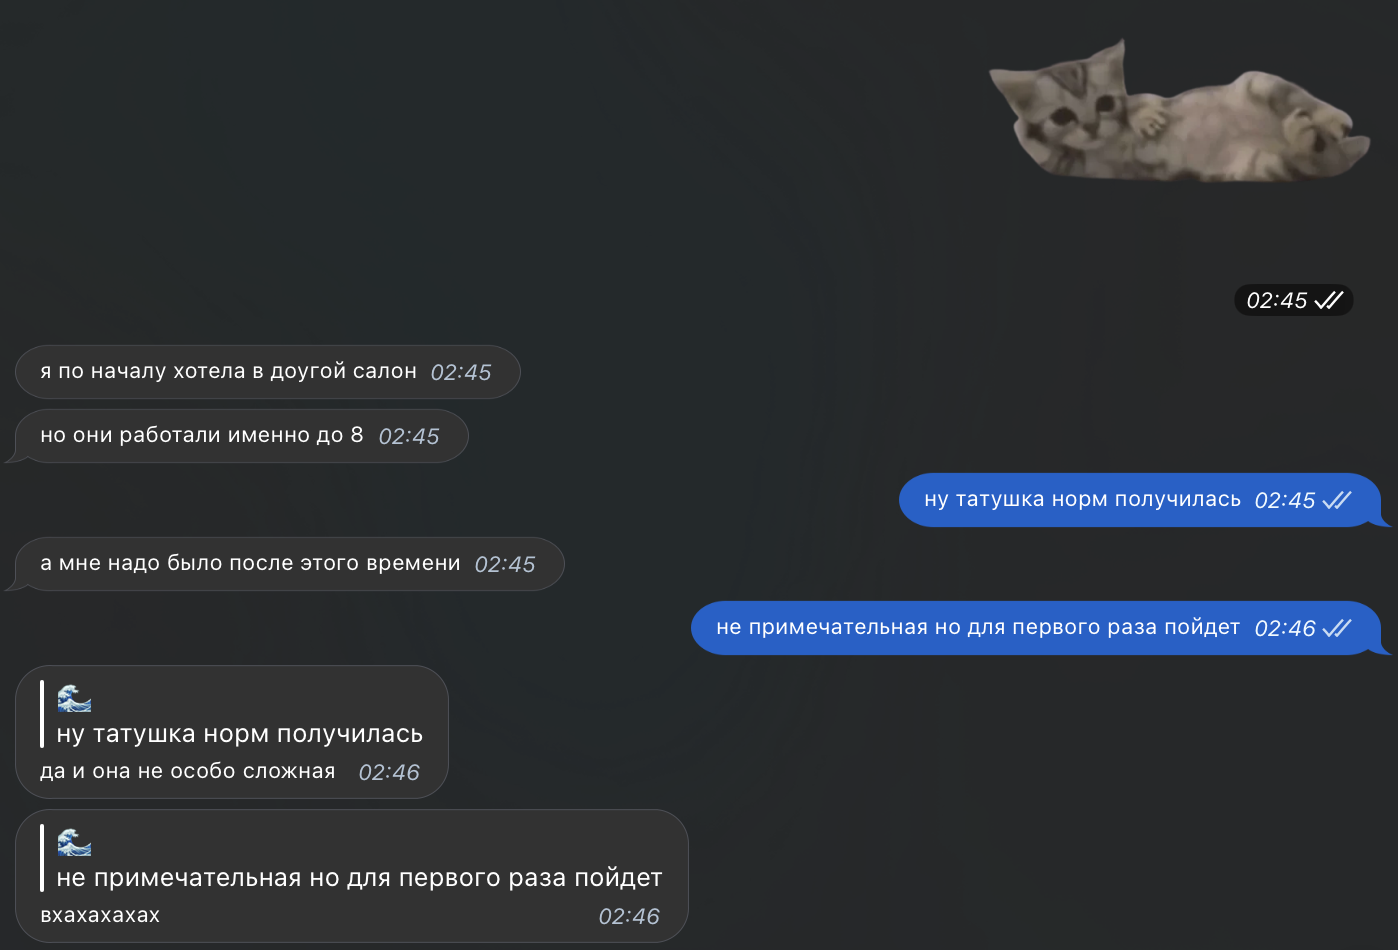 02:45
я по началу хотела в доугой салон 02:45
но они работали именно до 8 02:45
ну татушка норм получилась 02:45
а мне надо было после этого времени 02:45
не примечательная но для первого раза пойдет 02:46
🌊
ну татушка норм получилась
да и она не особо сложная 02:46
🌊
не примечательная но для первого раза пойдет
вхахахахах 02:46